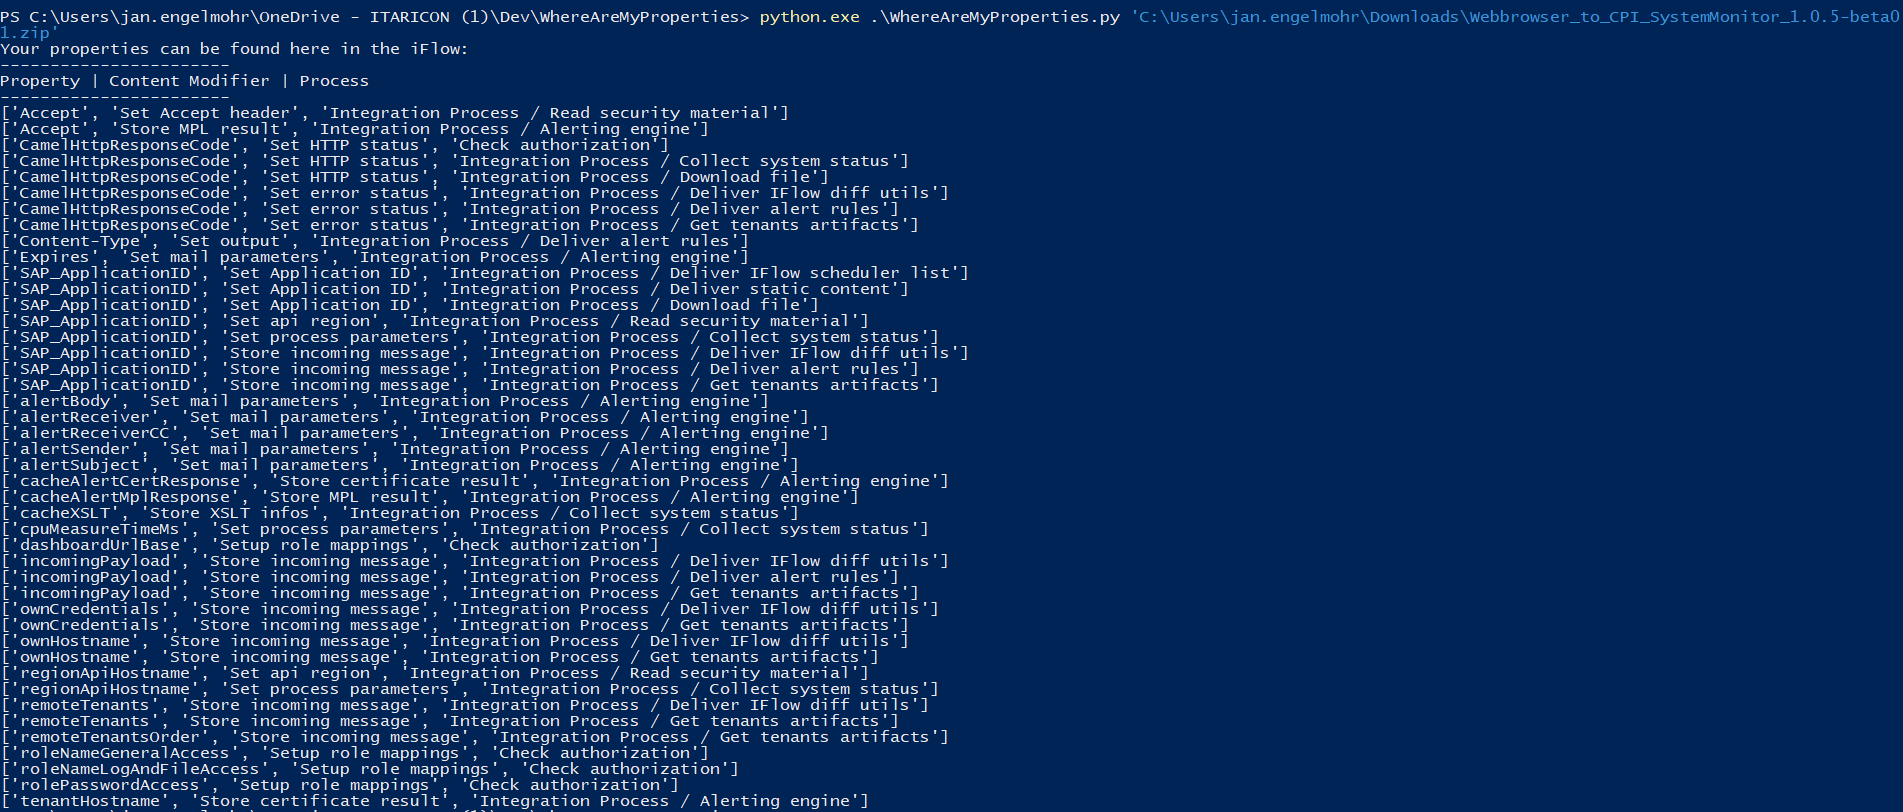 PS C:\Users\jan.engelmohr\OneDrive - ITARICON (1)\Dev\WhereAreMyProperties> python.exe .\WhereAreMyProperties.py 'C:\Users\jan.engelmohr\Downloads\Webbrowser_to_CPI_SystemMonitor_1.0.5-beta0
1.zip'
Your properties can be found here in the iFlow:
-----------------------
Property | Content Modifier | Process
-----------------------
['Accept', 'Set Accept header', 'Integration Process / Read security material']
['Accept', 'Store MPL result', 'Integration Process / Alerting engine']
['CamelHttpResponseCode', 'Set HTTP status', 'Check authorization']
['CamelHttpResponseCode', 'Set HTTP status', 'Integration Process / Collect system status']
['CamelHttpResponseCode', 'Set HTTP status', 'Integration Process / Download file']
['CamelHttpResponseCode', 'Set error status', 'Integration Process / Deliver IFlow diff utils']
['CamelHttpResponseCode', 'Set error status', 'Integration Process / Deliver alert rules']
['CamelHttpResponseCode', 'Set error status', 'Integration Process / Get tenants artifacts']
['Content-Type', 'Set output', 'Integration Process / Deliver alert rules']
['Expires', 'Set mail parameters', 'Integration Process / Alerting engine']
['SAP_ApplicationID', 'Set Application ID', 'Integration Process / Deliver IFlow scheduler list']
['SAP_ApplicationID', 'Set Application ID', 'Integration Process / Deliver static content']
['SAP_ApplicationID', 'Set Application ID', 'Integration Process / Download file']
['SAP_ApplicationID', 'Set api region', 'Integration Process / Read security material']
['SAP_ApplicationID', 'Set process parameters', 'Integration Process / Collect system status']
['SAP_ApplicationID', 'Store incoming message', 'Integration Process / Deliver IFlow diff utils']
['SAP_ApplicationID', 'Store incoming message', 'Integration Process / Deliver alert rules']
['SAP_ApplicationID', 'Store incoming message', 'Integration Process / Get tenants artifacts']
['alertBody', 'Set mail parameters', 'Integration Process / Alerting engine']
['alertReceiver', 'Set mail parameters', 'Integration Process / Alerting engine']
['alertReceiverCC', 'Set mail parameters', 'Integration Process / Alerting engine']
['alertSender', 'Set mail parameters', 'Integration Process / Alerting engine']
['alertSubject', 'Set mail parameters', 'Integration Process / Alerting engine']
['cacheAlertCertResponse', 'Store certificate result', 'Integration Process / Alerting engine']
['cacheAlertMplResponse', 'Store MPL result', 'Integration Process / Alerting engine']
['cacheXSLT', 'Store XSLT infos', 'Integration Process / Collect system status']
['cpuMeasureTimeMs', 'Set process parameters', 'Integration Process / Collect system status']
['dashboardUrlBase', 'Setup role mappings', 'Check authorization']
['incomingPayload', 'Store incoming message', 'Integration Process / Deliver IFlow diff utils']
['incomingPayload', 'Store incoming message', 'Integration Process / Deliver alert rules']
['incomingPayload', 'Store incoming message', 'Integration Process / Get tenants artifacts']
['ownCredentials', 'Store incoming message', 'Integration Process / Deliver IFlow diff utils']
['ownCredentials', 'Store incoming message', 'Integration Process / Get tenants artifacts']
['ownHostname', 'Store incoming message', 'Integration Process / Deliver IFlow diff utils']
['ownHostname', 'Store incoming message', 'Integration Process / Get tenants artifacts']
['regionApiHostname', 'Set api region', 'Integration Process / Read security material']
['regionApiHostname', 'Set process parameters', 'Integration Process / Collect system status']
['remoteTenants', 'Store incoming message', 'Integration Process / Deliver IFlow diff utils']
['remoteTenants', 'Store incoming message', 'Integration Process / Get tenants artifacts']
['remoteTenantsOrder', 'Store incoming message', 'Integration Process / Get tenants artifacts']
['roleNameGeneralAccess', 'Setup role mappings', 'Check authorization']
['roleNameLogAndFileAccess', 'Setup role mappings', 'Check authorization']
['rolePasswordAccess', 'Setup role mappings', 'Check authorization']
['tenantHostname', 'Store certificate result', 'Integration Process / Alerting engine']